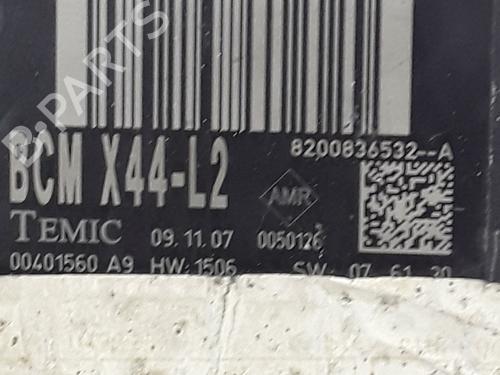 8200836532--A
BCM X44-L2
AMR
TEMIC 09.11.07 0050126
00401560 A9 HW: 1506 SW: 07 61 30
B-PARTS